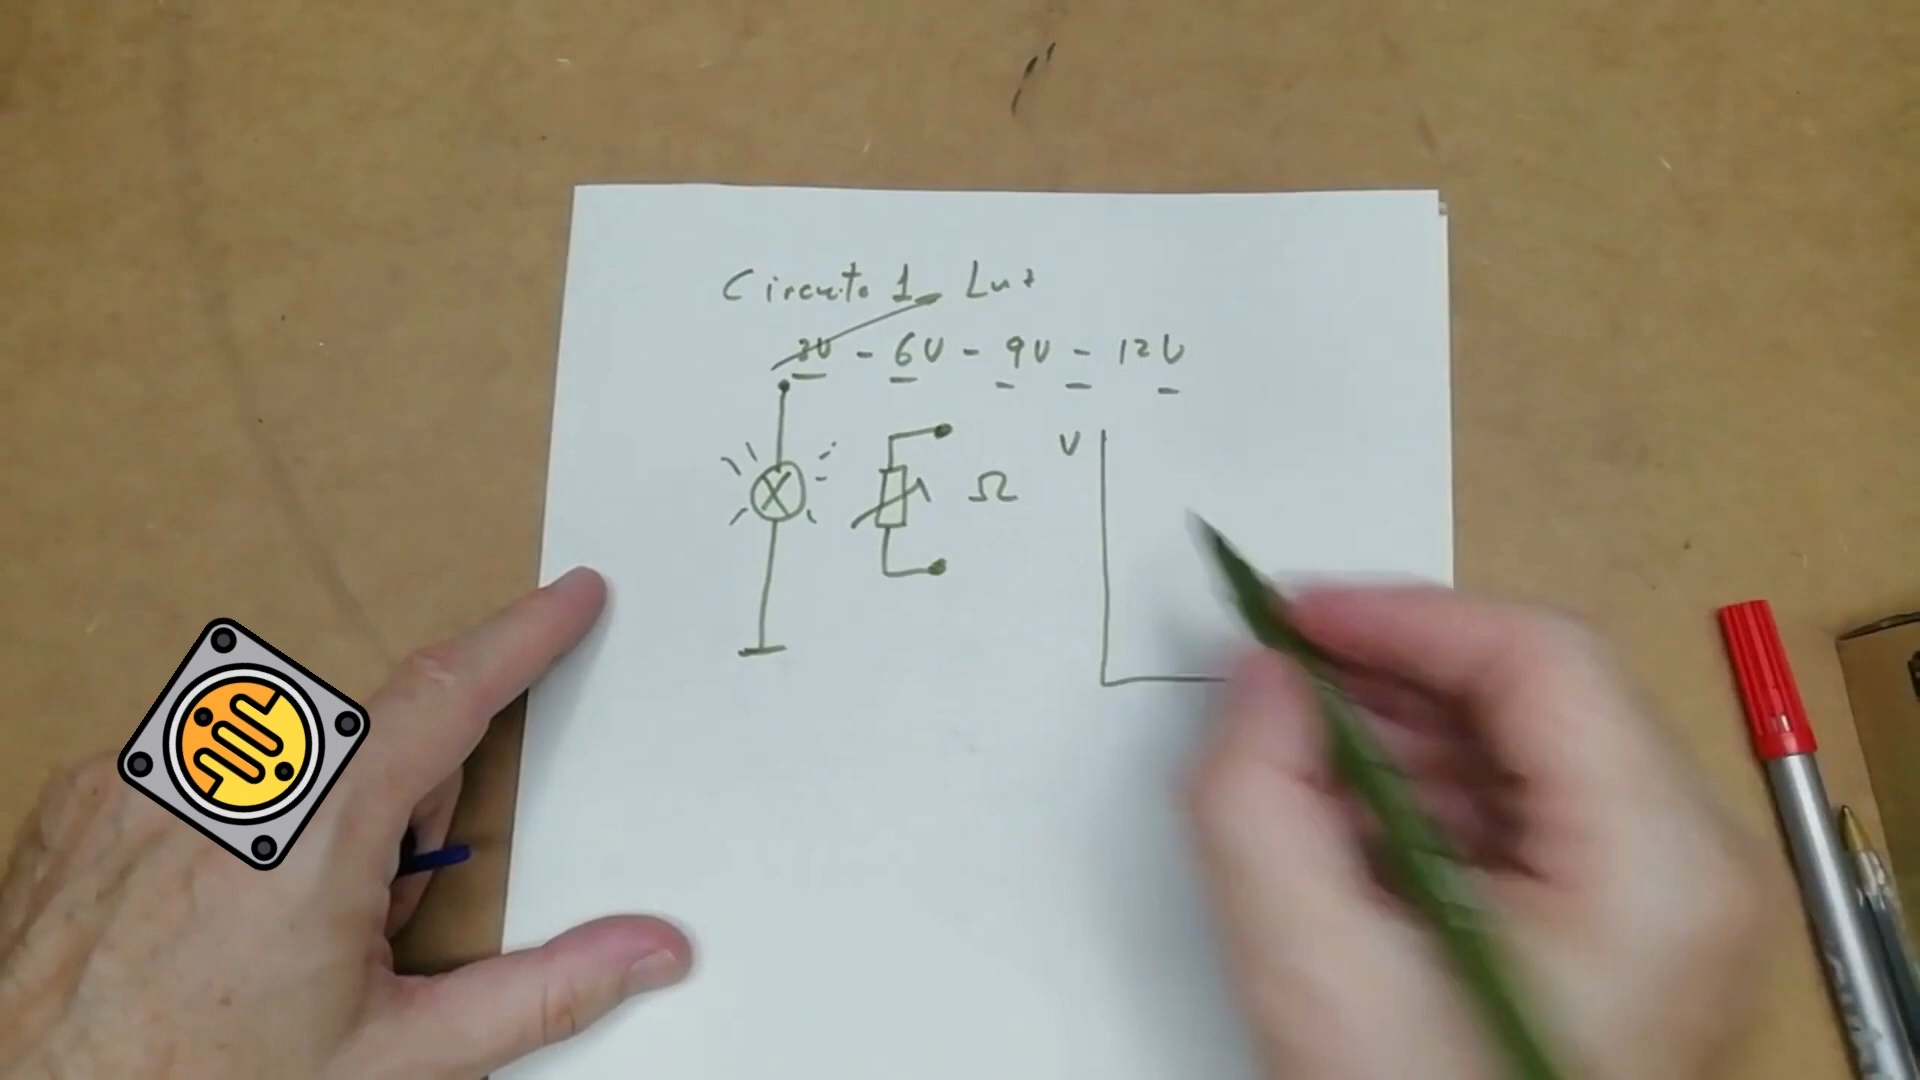 Circuito 1 Luz
3V - 6V - 9V - 12V
V
Ω